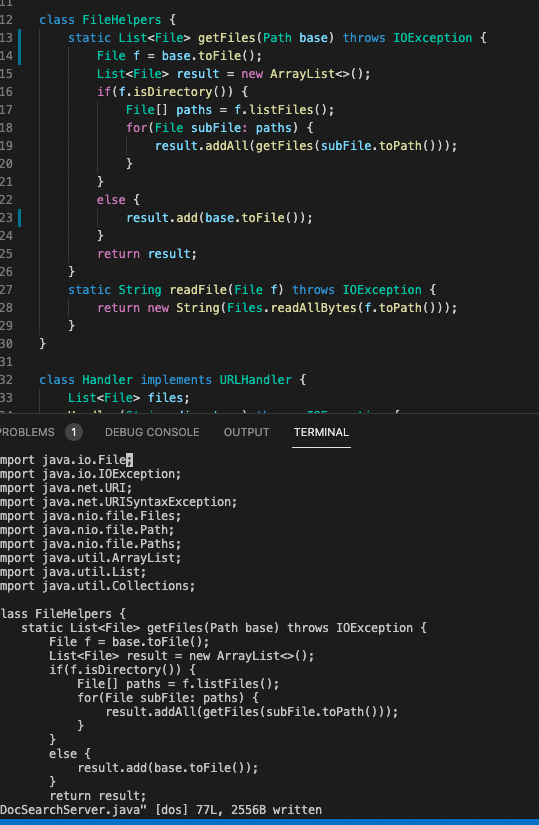 11
12 class FileHelpers {
13 static List<File> getFiles(Path base) throws IOException {
14 File f = base.toFile();
15 List<File> result = new ArrayList<>();
16 if(f.isDirectory()) {
17 File[] paths = f.listFiles();
18 for(File subFile: paths) {
19 result.addAll(getFiles(subFile.toPath()));
20 }
21 }
22 else {
23 result.add(base.toFile());
24 }
25 return result;
26 }
27 static String readFile(File f) throws IOException {
28 return new String(Files.readAllBytes(f.toPath()));
29 }
30 }
31
32 class Handler implements URLHandler {
33 List<File> files;
ROBLEMS 1 DEBUG CONSOLE OUTPUT TERMINAL
mport java.io.File;
mport java.io.IOException;
mport java.net.URI;
mport java.net.URISyntaxException;
mport java.nio.file.Files;
mport java.nio.file.Path;
mport java.nio.file.Paths;
mport java.util.ArrayList;
mport java.util.List;
mport java.util.Collections;
lass FileHelpers {
static List<File> getFiles(Path base) throws IOException {
File f = base.toFile();
List<File> result = new ArrayList<>();
if(f.isDirectory()) {
File[] paths = f.listFiles();
for(File subFile: paths) {
result.addAll(getFiles(subFile.toPath()));
}
}
else {
result.add(base.toFile());
}
return result;
DocSearchServer.java" [dos] 77L, 2556B written